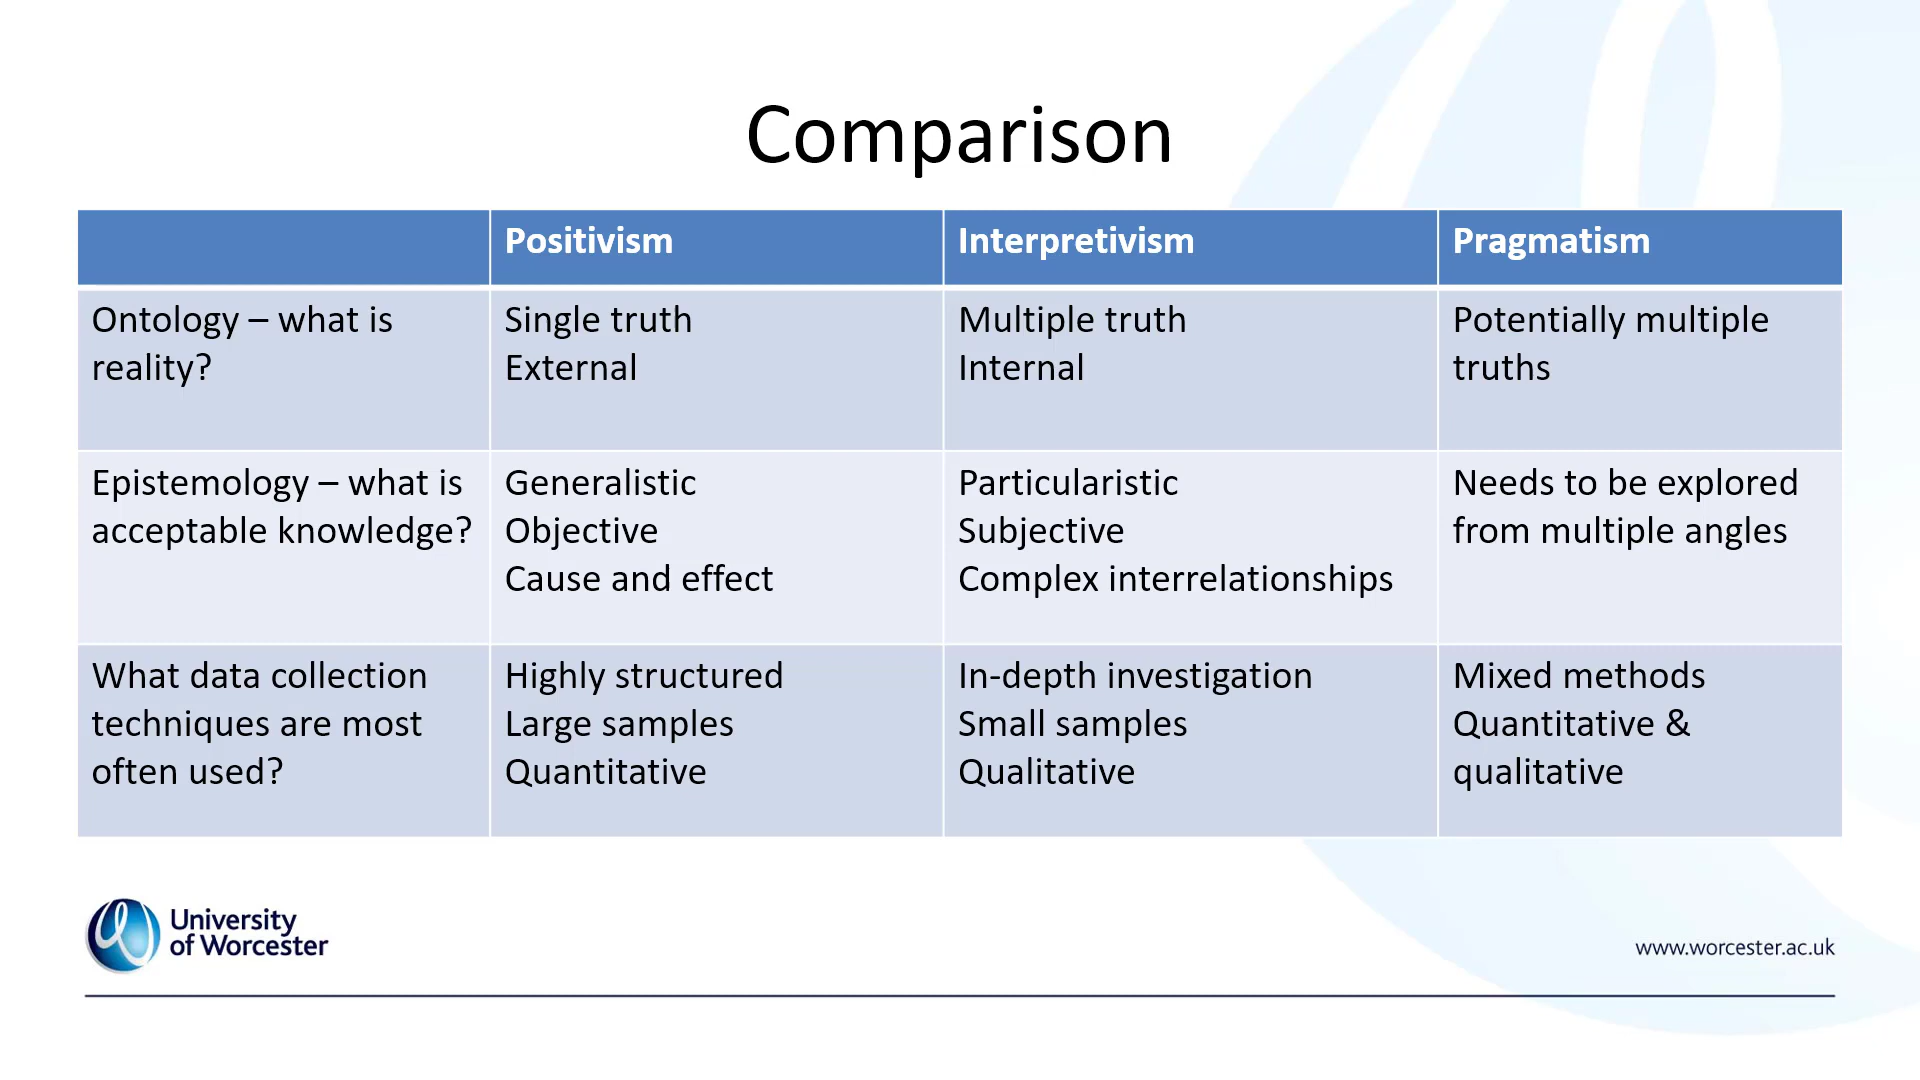 Comparison
Positivism
Interpretivism
Pragmatism
Ontology – what is
reality?
Single truth
External
Multiple truth
Internal
Potentially multiple
truths
Epistemology – what is
acceptable knowledge?
Generalistic
Objective
Cause and effect
Particularistic
Subjective
Complex interrelationships
Needs to be explored
from multiple angles
What data collection
techniques are most
often used?
Highly structured
Large samples
Quantitative
In-depth investigation
Small samples
Qualitative
Mixed methods
Quantitative &
qualitative
University
of Worcester
www.worcester.ac.uk